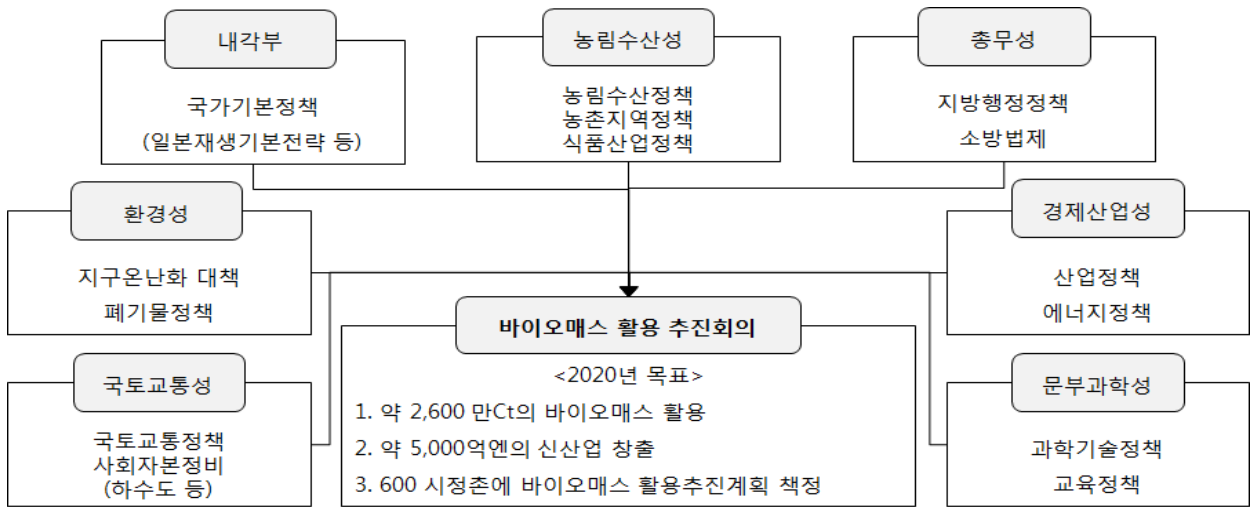 내각부
국가기본정책
(일본재생기본전략 등)
농림수산성
농림수산정책
농촌지역정책
식품산업정책
총무성
지방행정정책
소방법제
환경성
지구온난화 대책
폐기물정책
경제산업성
산업정책
에너지정책
바이오매스 활용 추진회의
<2020년 목표>
1. 약 2,600 만Ct의 바이오매스 활용
2. 약 5,000억엔의 신산업 창출
3. 600 시정촌에 바이오매스 활용추진계획 책정
국토교통성
국토교통정책
사회자본정비
(하수도 등)
문부과학성
과학기술정책
교육정책